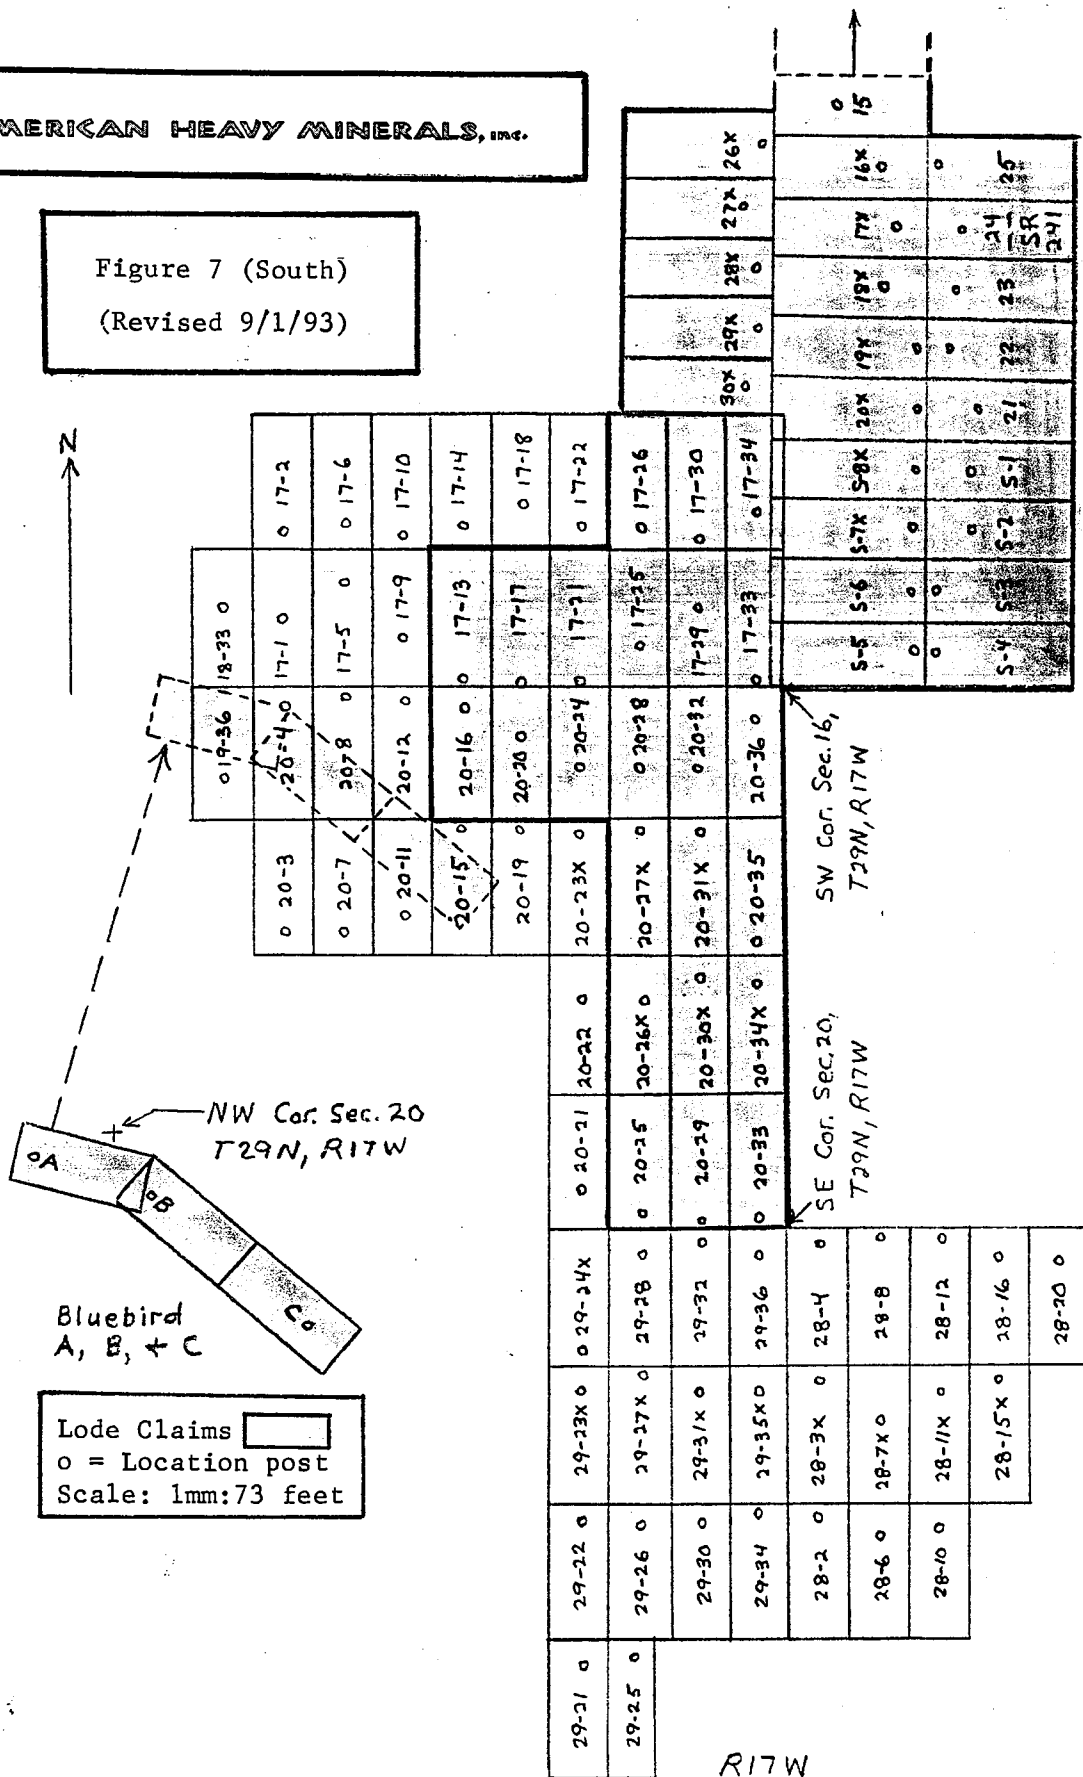 MERICAN HEAVY MINERALS, inc.
Figure 7 (South)
(Revised 9/1/93)
N
15
16X
17X
18X
19X
20X
S-8X
S-7X
S-6
S-5
25
24
SR
241
23
22
21
S-1
S-2
S-3
S-4
26X
27X
28X
29X
30X
17-2
17-6
17-10
17-14
17-18
17-22
17-26
17-30
17-34
18-33
17-1
17-5
17-9
17-13
17-17
17-21
17-25
17-29
17-33
19-36
20-4
20-8
20-12
20-16
20-20
20-24
20-28
20-32
20-36
20-3
20-7
20-11
20-15
20-19
20-23X
20-27X
20-31X
20-35
20-22
20-26X
20-30X
20-34X
20-21
20-25
20-29
20-33
SW Cor. Sec. 16,
T29N, R17W
SE Cor. Sec. 20,
T29N, R17W
NW Cor. Sec. 20
T29N, R17W
A
B
C
Bluebird
A, B, + C
Lode Claims
o = Location post
Scale: 1mm:73 feet
29-24X
29-28
29-32
29-36
28-4
28-8
28-12
28-16
28-20
29-23X
29-27X
29-31X
29-35X
28-3X
28-7X
28-11X
28-15X
29-22
29-26
29-30
29-34
28-2
28-6
28-10
29-21
29-25
R17W